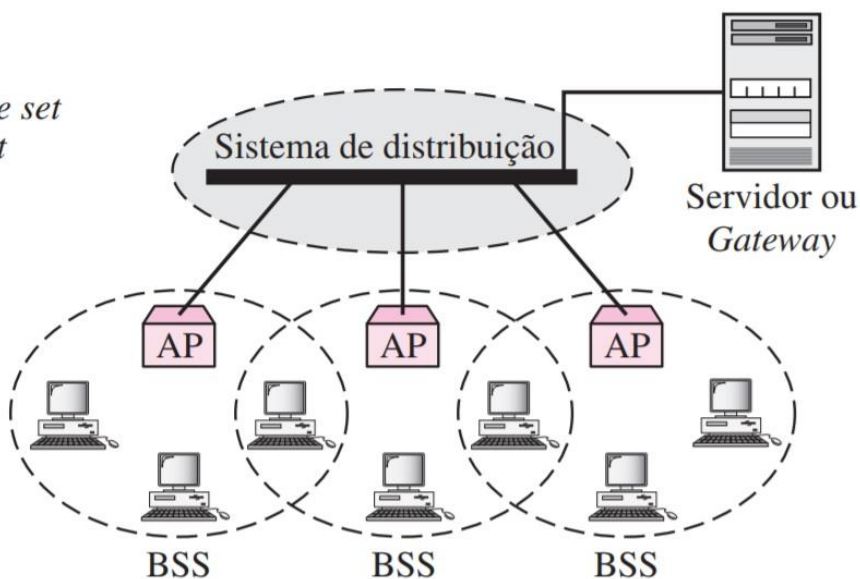 e set
t
Sistema de distribuição
Servidor ou
Gateway
AP AP AP
BSS BSS BSS